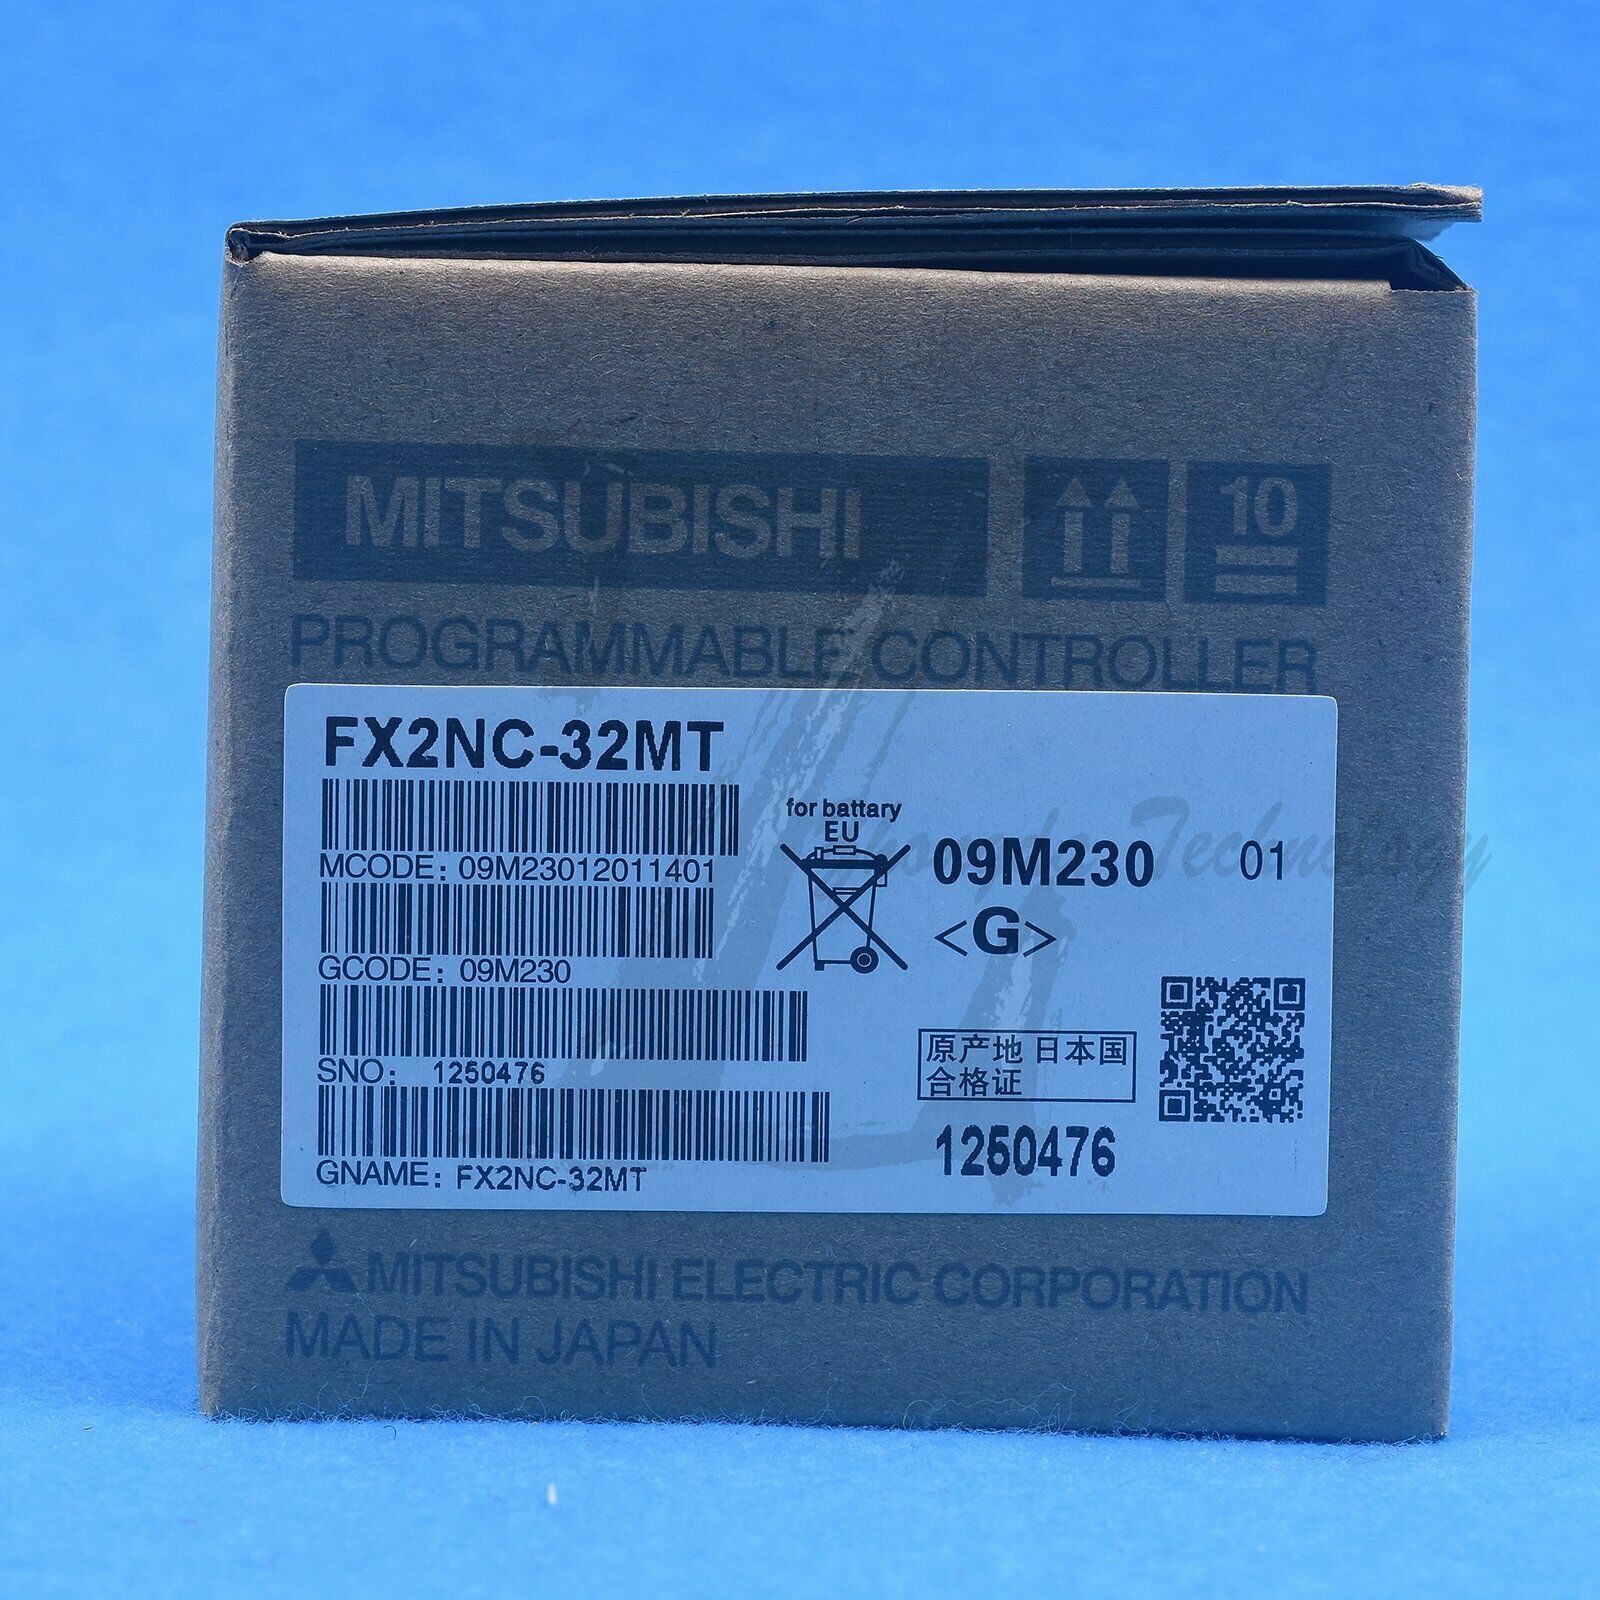 MITSUBISHI
10
PROGRAMMABLE CONTROLLER
FX2NC-32MT
MCODE: 09M23012011401
GCODE: 09M230
SNO: 1250476
GNAME: FX2NC-32MT
for battary
EU
09M230 01
<G>
原产地 日本国
合格证
1250476
MITSUBISHI ELECTRIC CORPORATION
MADE IN JAPAN
Technology